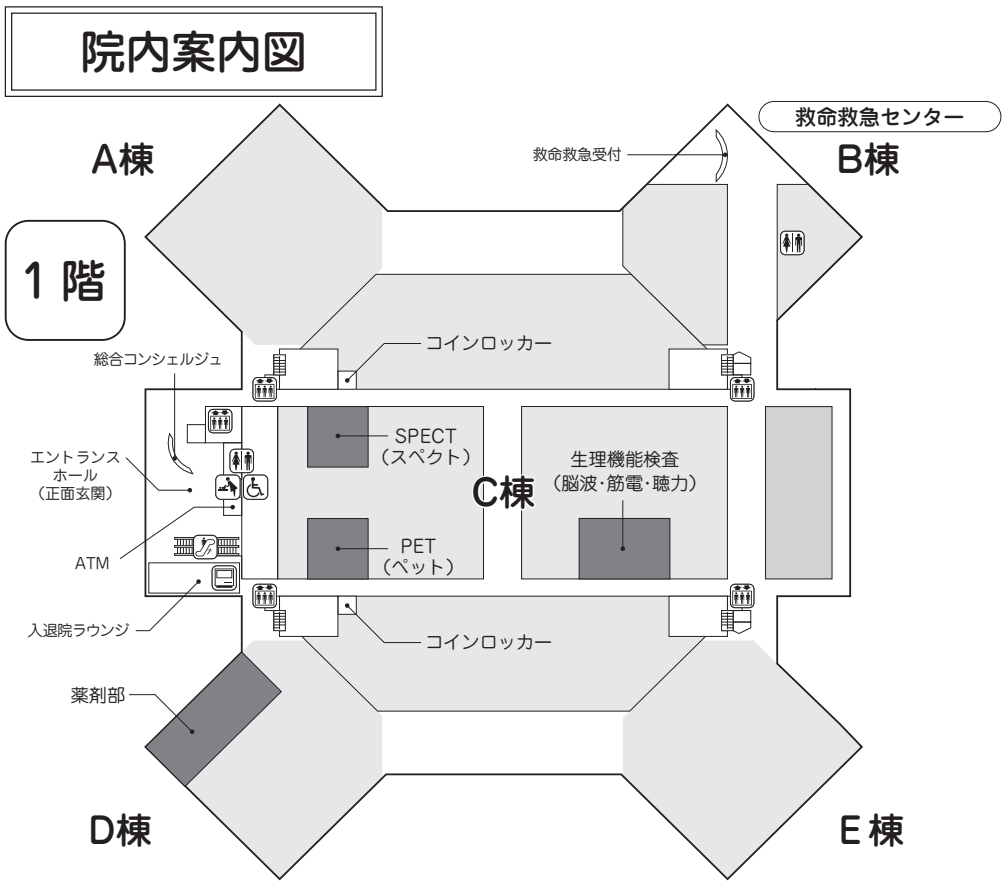 院内案内図
救命救急センター
A棟
救命救急受付
B棟
1階
コインロッカー
総合コンシェルジュ
SPECT
（スペクト）
エントランス
ホール
（正面玄関）
生理機能検査
（脳波・筋電・聴力）
C棟
ATM
PET
（ペット）
入退院ラウンジ
コインロッカー
薬剤部
D棟
E棟